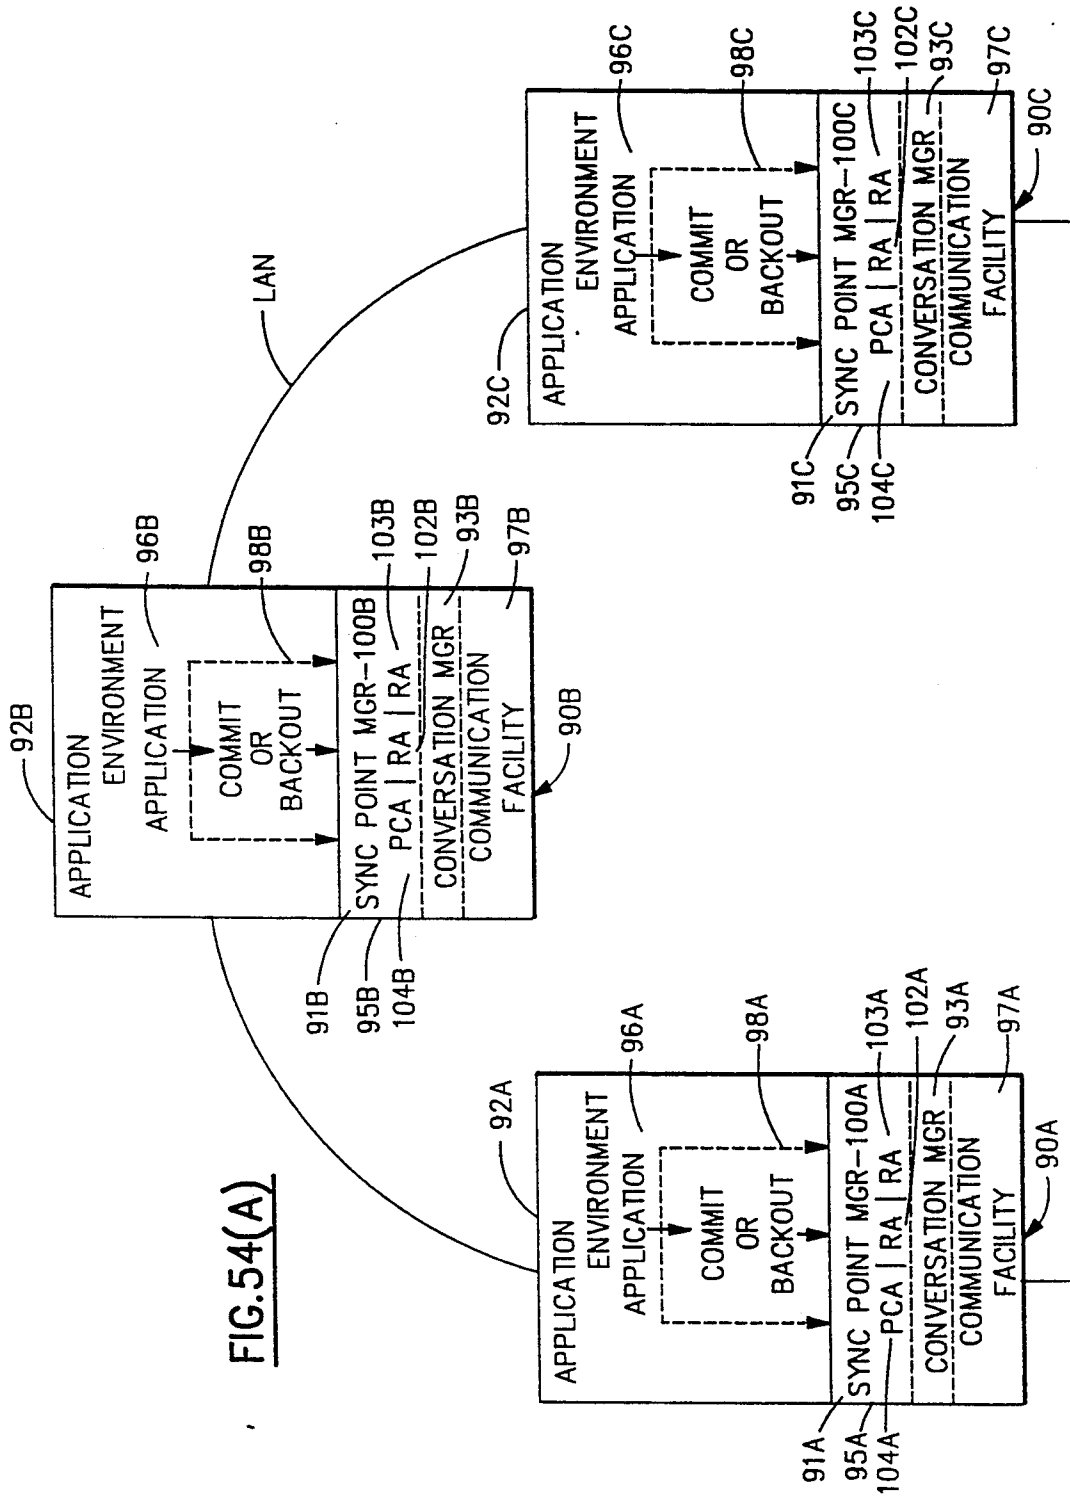 FIG.54(A)
LAN
92A
APPLICATION
ENVIRONMENT
APPLICATION
96A
COMMIT
OR
BACKOUT
98A
91A
SYNC POINT MGR-100A
95A
104A
PCA | RA | RA
103A
102A
CONVERSATION MGR
93A
COMMUNICATION
FACILITY
97A
90A
92B
APPLICATION
ENVIRONMENT
APPLICATION
96B
COMMIT
OR
BACKOUT
98B
91B
SYNC POINT MGR-100B
95B
104B
PCA | RA | RA
103B
102B
CONVERSATION MGR
93B
COMMUNICATION
FACILITY
97B
90B
92C
APPLICATION
ENVIRONMENT
APPLICATION
96C
COMMIT
OR
BACKOUT
98C
91C
SYNC POINT MGR-100C
95C
104C
PCA | RA | RA
103C
102C
CONVERSATION MGR
93C
COMMUNICATION
FACILITY
97C
90C